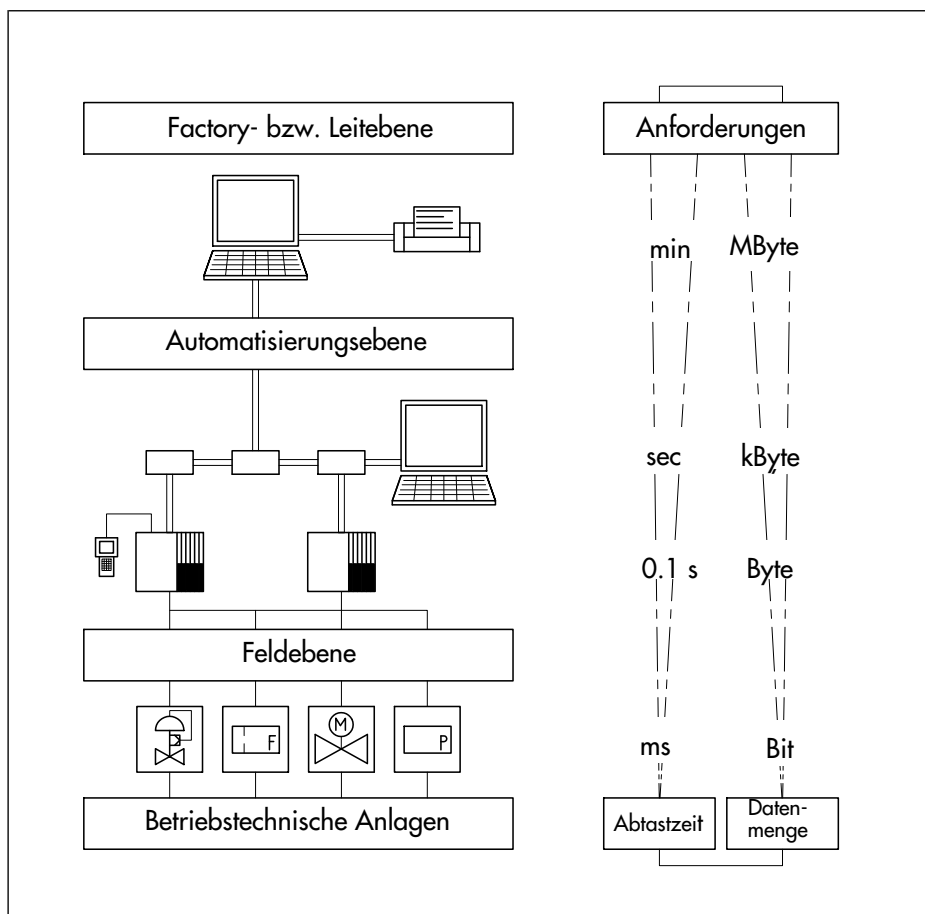 Factory- bzw. Leitebene
Anforderungen
min MByte
Automatisierungsebene
sec kByte
0.1 s Byte
Feldebene
F
M
P
ms Bit
Betriebstechnische Anlagen
Abtastzeit
Daten-
menge